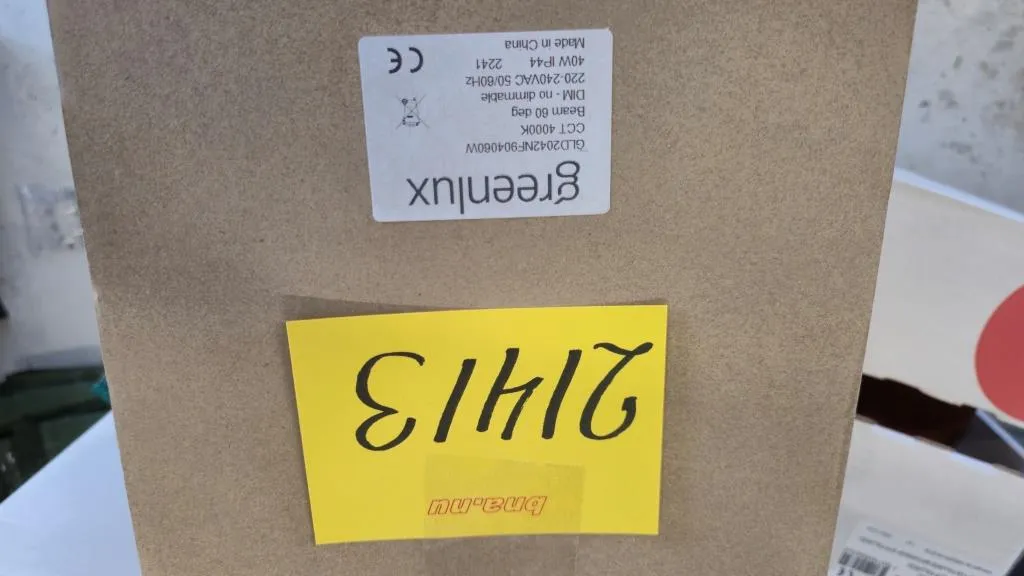 bna.nu
21413
greenlux
GLD2042NF904060W
CCT 4000K
Beam 60 deg
DIM - no dimmable
220-240VAC 50/60Hz
40W IP44 2241
Made in China
CE